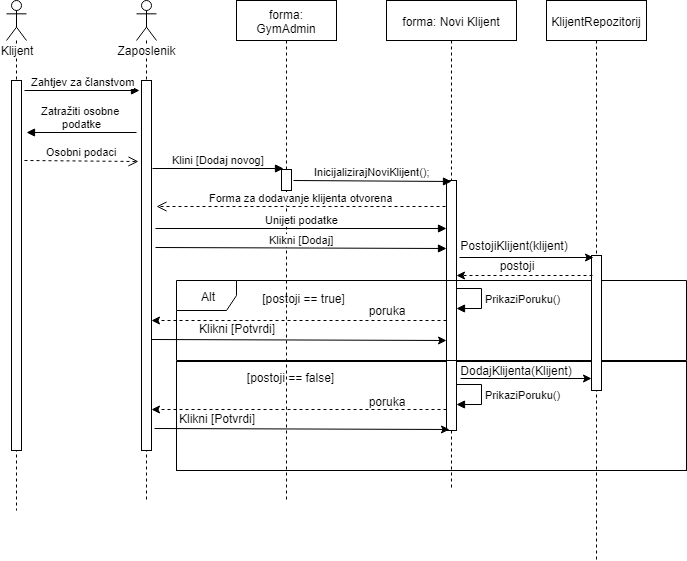 forma:
GymAdmin
forma: Novi Klijent
KlijentRepozitorij
Klijent
Zaposlenik
Zahtjev za članstvom
Zatražiti osobne
podatke
Osobni podaci
Klini [Dodaj novog]
InicijalizirajNoviKlijent();
Forma za dodavanje klijenta otvorena
Unijeti podatke
Klikni [Dodaj]
PostojiKlijent(klijent)
postoji
Alt
[postoji == true]
PrikaziPoruku()
poruka
Klikni [Potvrdi]
DodajKlijenta(Klijent)
[postoji == false]
PrikaziPoruku()
poruka
Klikni [Potvrdi]